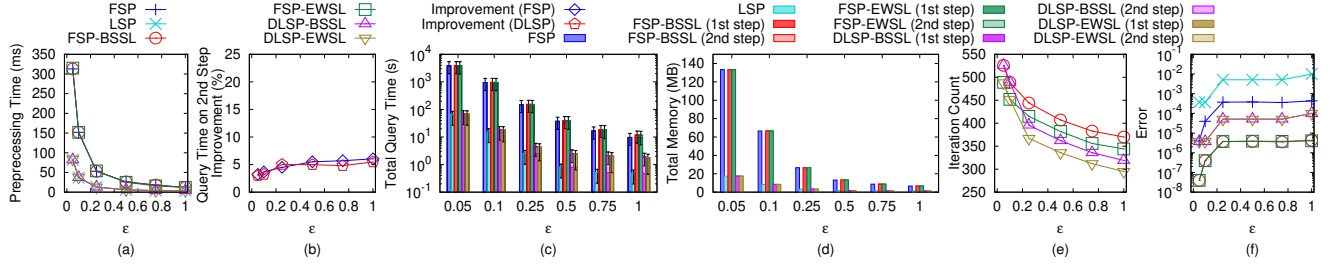 FSP
LSP
FSP-BSSL
FSP-EWSL
DLSP-BSSL
DLSP-EWSL
Improvement (FSP)
Improvement (DLSP)
FSP
LSP
FSP-BSSL (1st step)
FSP-BSSL (2nd step)
FSP-EWSL (1st step)
FSP-EWSL (2nd step)
DLSP-BSSL (1st step)
DLSP-BSSL (2nd step)
DLSP-EWSL (1st step)
DLSP-EWSL (2nd step)
Preprecessing Time (ms)
350
300
250
200
150
100
50
0
0 0.2 0.4 0.6 0.8 1
ε
(a)
Query Time on 2nd Step
Improvement (%)
25
20
15
10
5
0
0 0.2 0.4 0.6 0.8 1
ε
(b)
Total Query Time (s)
10^4
10^3
10^2
10^1
10^0
10^-1
0.05 0.1 0.25 0.5 0.75 1
ε
(c)
Total Memory (MB)
140
120
100
80
60
40
20
0
0.05 0.1 0.25 0.5 0.75 1
ε
(d)
Iteration Count
550
500
450
400
350
300
250
0 0.2 0.4 0.6 0.8 1
ε
(e)
Error
10^-1
10^-2
10^-3
10^-4
10^-5
10^-6
10^-7
10^-8
0 0.2 0.4 0.6 0.8 1
ε
(f)